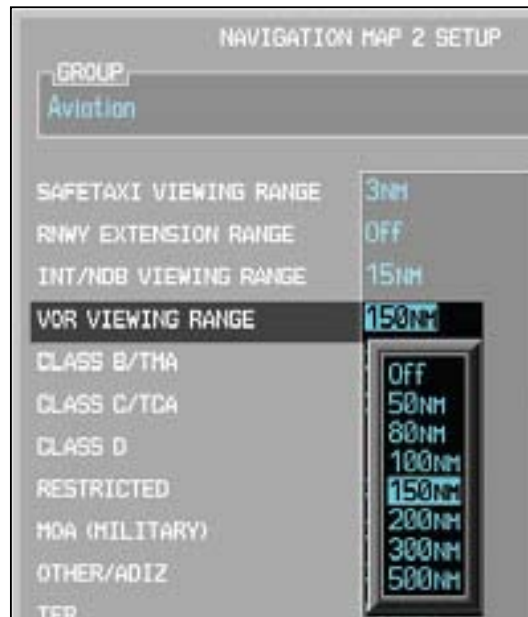 NAVIGATION MAP 2 SETUP
GROUP
Aviation
SAFETAXI VIEWING RANGE 3NM
RNWY EXTENSION RANGE Off
INT/NDB VIEWING RANGE 15NM
VOR VIEWING RANGE 150NM
CLASS B/TMA
CLASS C/TCA
CLASS D
RESTRICTED
MOA (MILITARY)
OTHER/ADIZ
TFR
Off
50NM
80NM
100NM
150NM
200NM
300NM
500NM